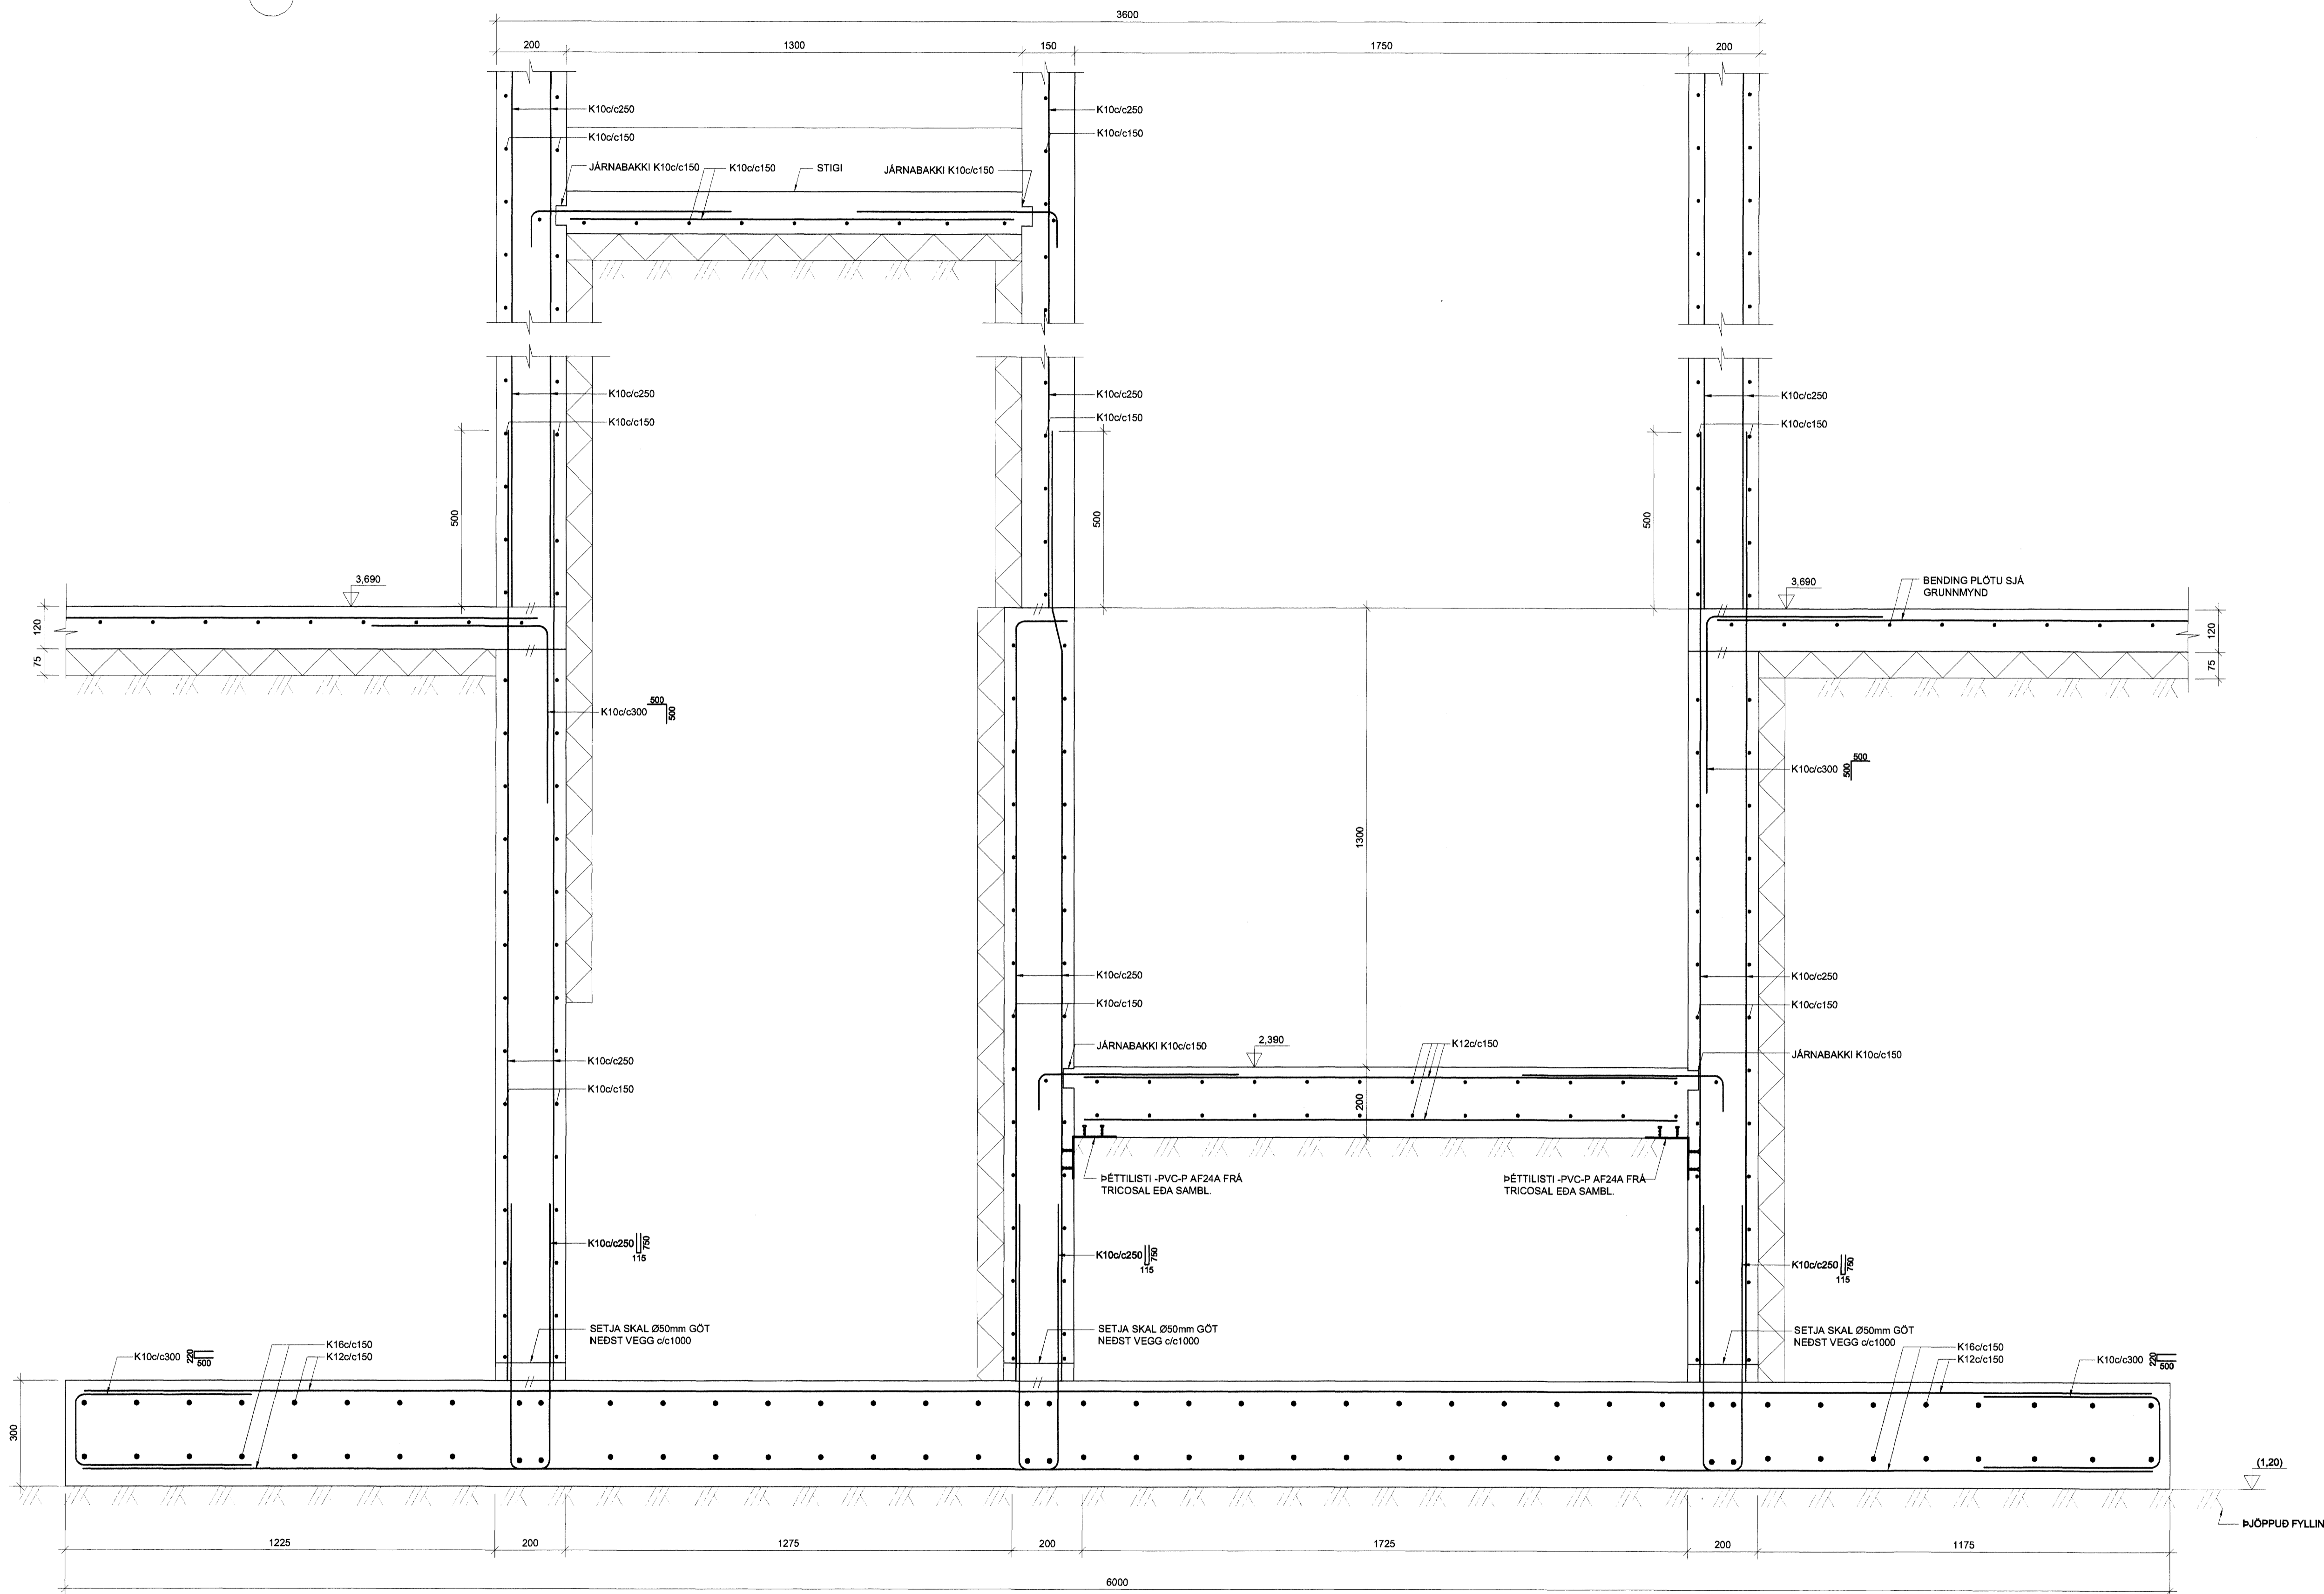 3600
200
1300
150
1750
200
K10c/c250
K10c/c150
JÁRNABAKKI K10c/c150
K10c/c150
STIGI
JÁRNABAKKI K10c/c150
K10c/c250
K10c/c150
K10c/c250
K10c/c150
K10c/c250
K10c/c150
K10c/c250
K10c/c150
500
500
500
3,690
3,690
BENDING PLÖTU SJÁ
GRUNNMYND
120
75
120
75
K10c/c300
500
500
K10c/c300
500
500
1300
K10c/c250
K10c/c150
K10c/c250
K10c/c150
JÁRNABAKKI K10c/c150
2,390
K12c/c150
JÁRNABAKKI K10c/c150
K10c/c250
K10c/c150
200
ÞÉTTILISTI -PVC-P AF24A FRÁ
TRICOSAL EÐA SAMBL.
ÞÉTTILISTI -PVC-P AF24A FRÁ
TRICOSAL EÐA SAMBL.
K10c/c250
750
115
K10c/c250
750
115
K10c/c250
750
115
SETJA SKAL Ø50mm GÖT
NEÐST VEGG c/c1000
SETJA SKAL Ø50mm GÖT
NEÐST VEGG c/c1000
SETJA SKAL Ø50mm GÖT
NEÐST VEGG c/c1000
K10c/c300
220
500
K16c/c150
K12c/c150
K16c/c150
K12c/c150
K10c/c300
220
500
300
(1,20)
ÞJÖPPUÐ FYLLIN
1225
200
1275
200
1725
200
1175
6000